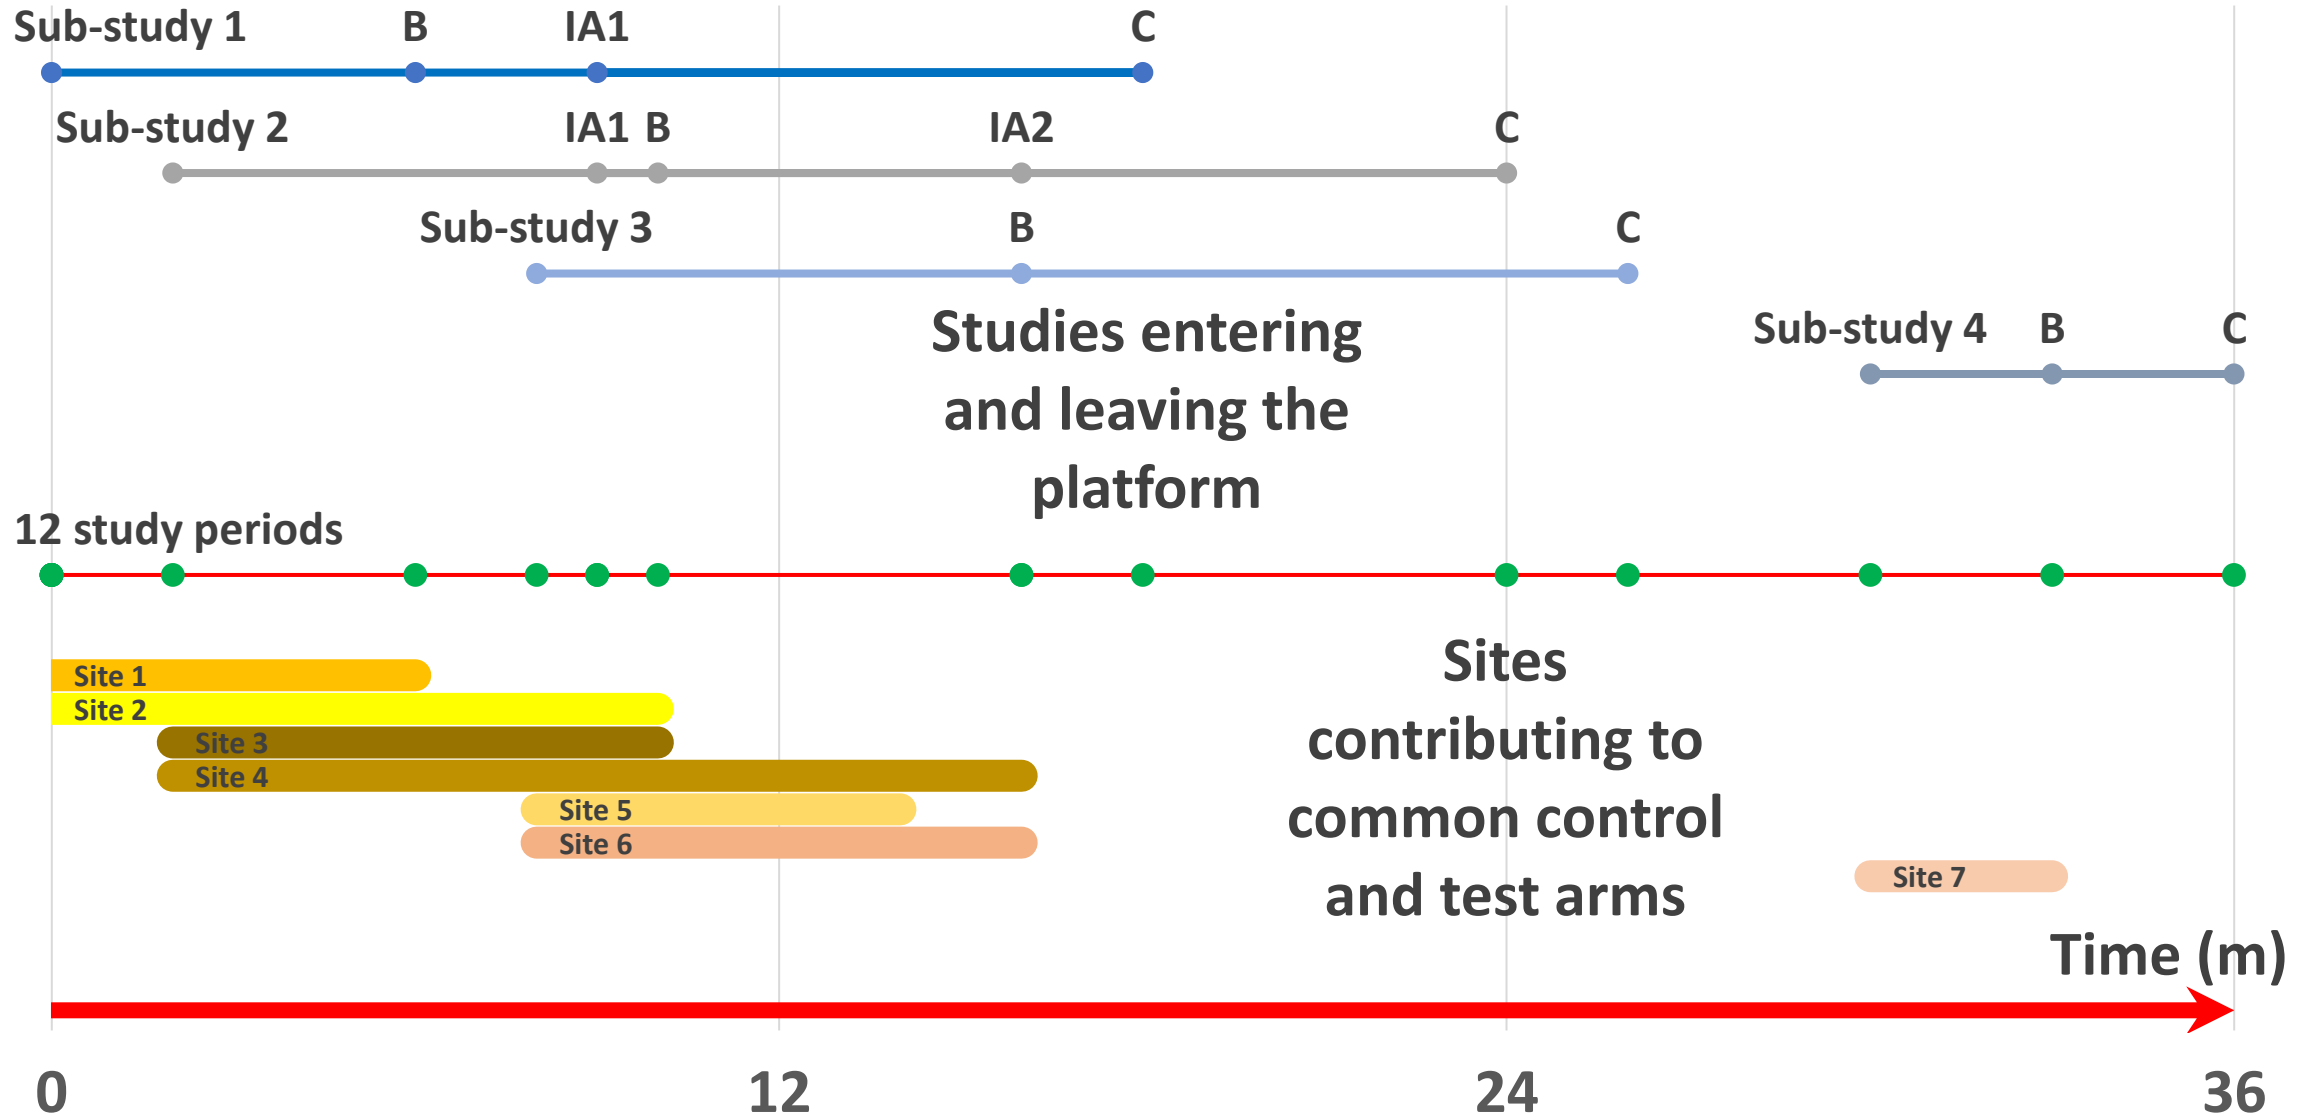 Sub-study 1 B IA1 C
Sub-study 2 IA1 B IA2 C
Sub-study 3 B C
Studies entering
and leaving the
platform
Sub-study 4 B C
12 study periods
Site 1
Site 2
Site 3
Site 4
Site 5
Site 6
Sites
contributing to
common control
and test arms
Site 7
Time (m)
0 12 24 36